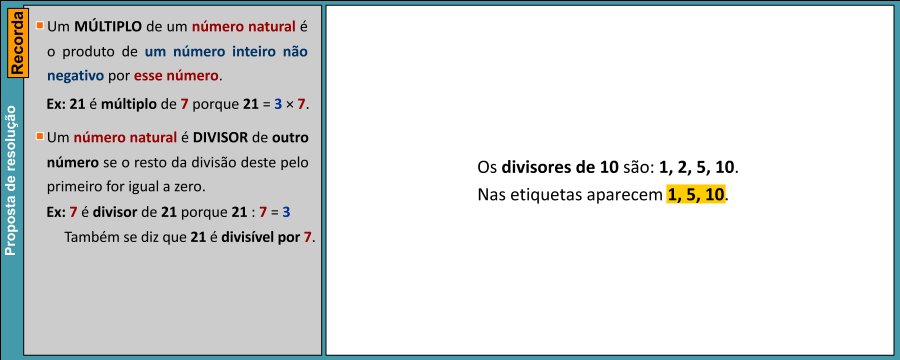 Recorda
Proposta de resolução
Um MÚLTIPLO de um número natural é
o produto de um número inteiro não
negativo por esse número.
Ex: 21 é múltiplo de 7 porque 21 = 3 × 7.
Um número natural é DIVISOR de outro
número se o resto da divisão deste pelo
primeiro for igual a zero.
Ex: 7 é divisor de 21 porque 21 : 7 = 3
Também se diz que 21 é divisível por 7.
Os divisores de 10 são: 1, 2, 5, 10.
Nas etiquetas aparecem 1, 5, 10.